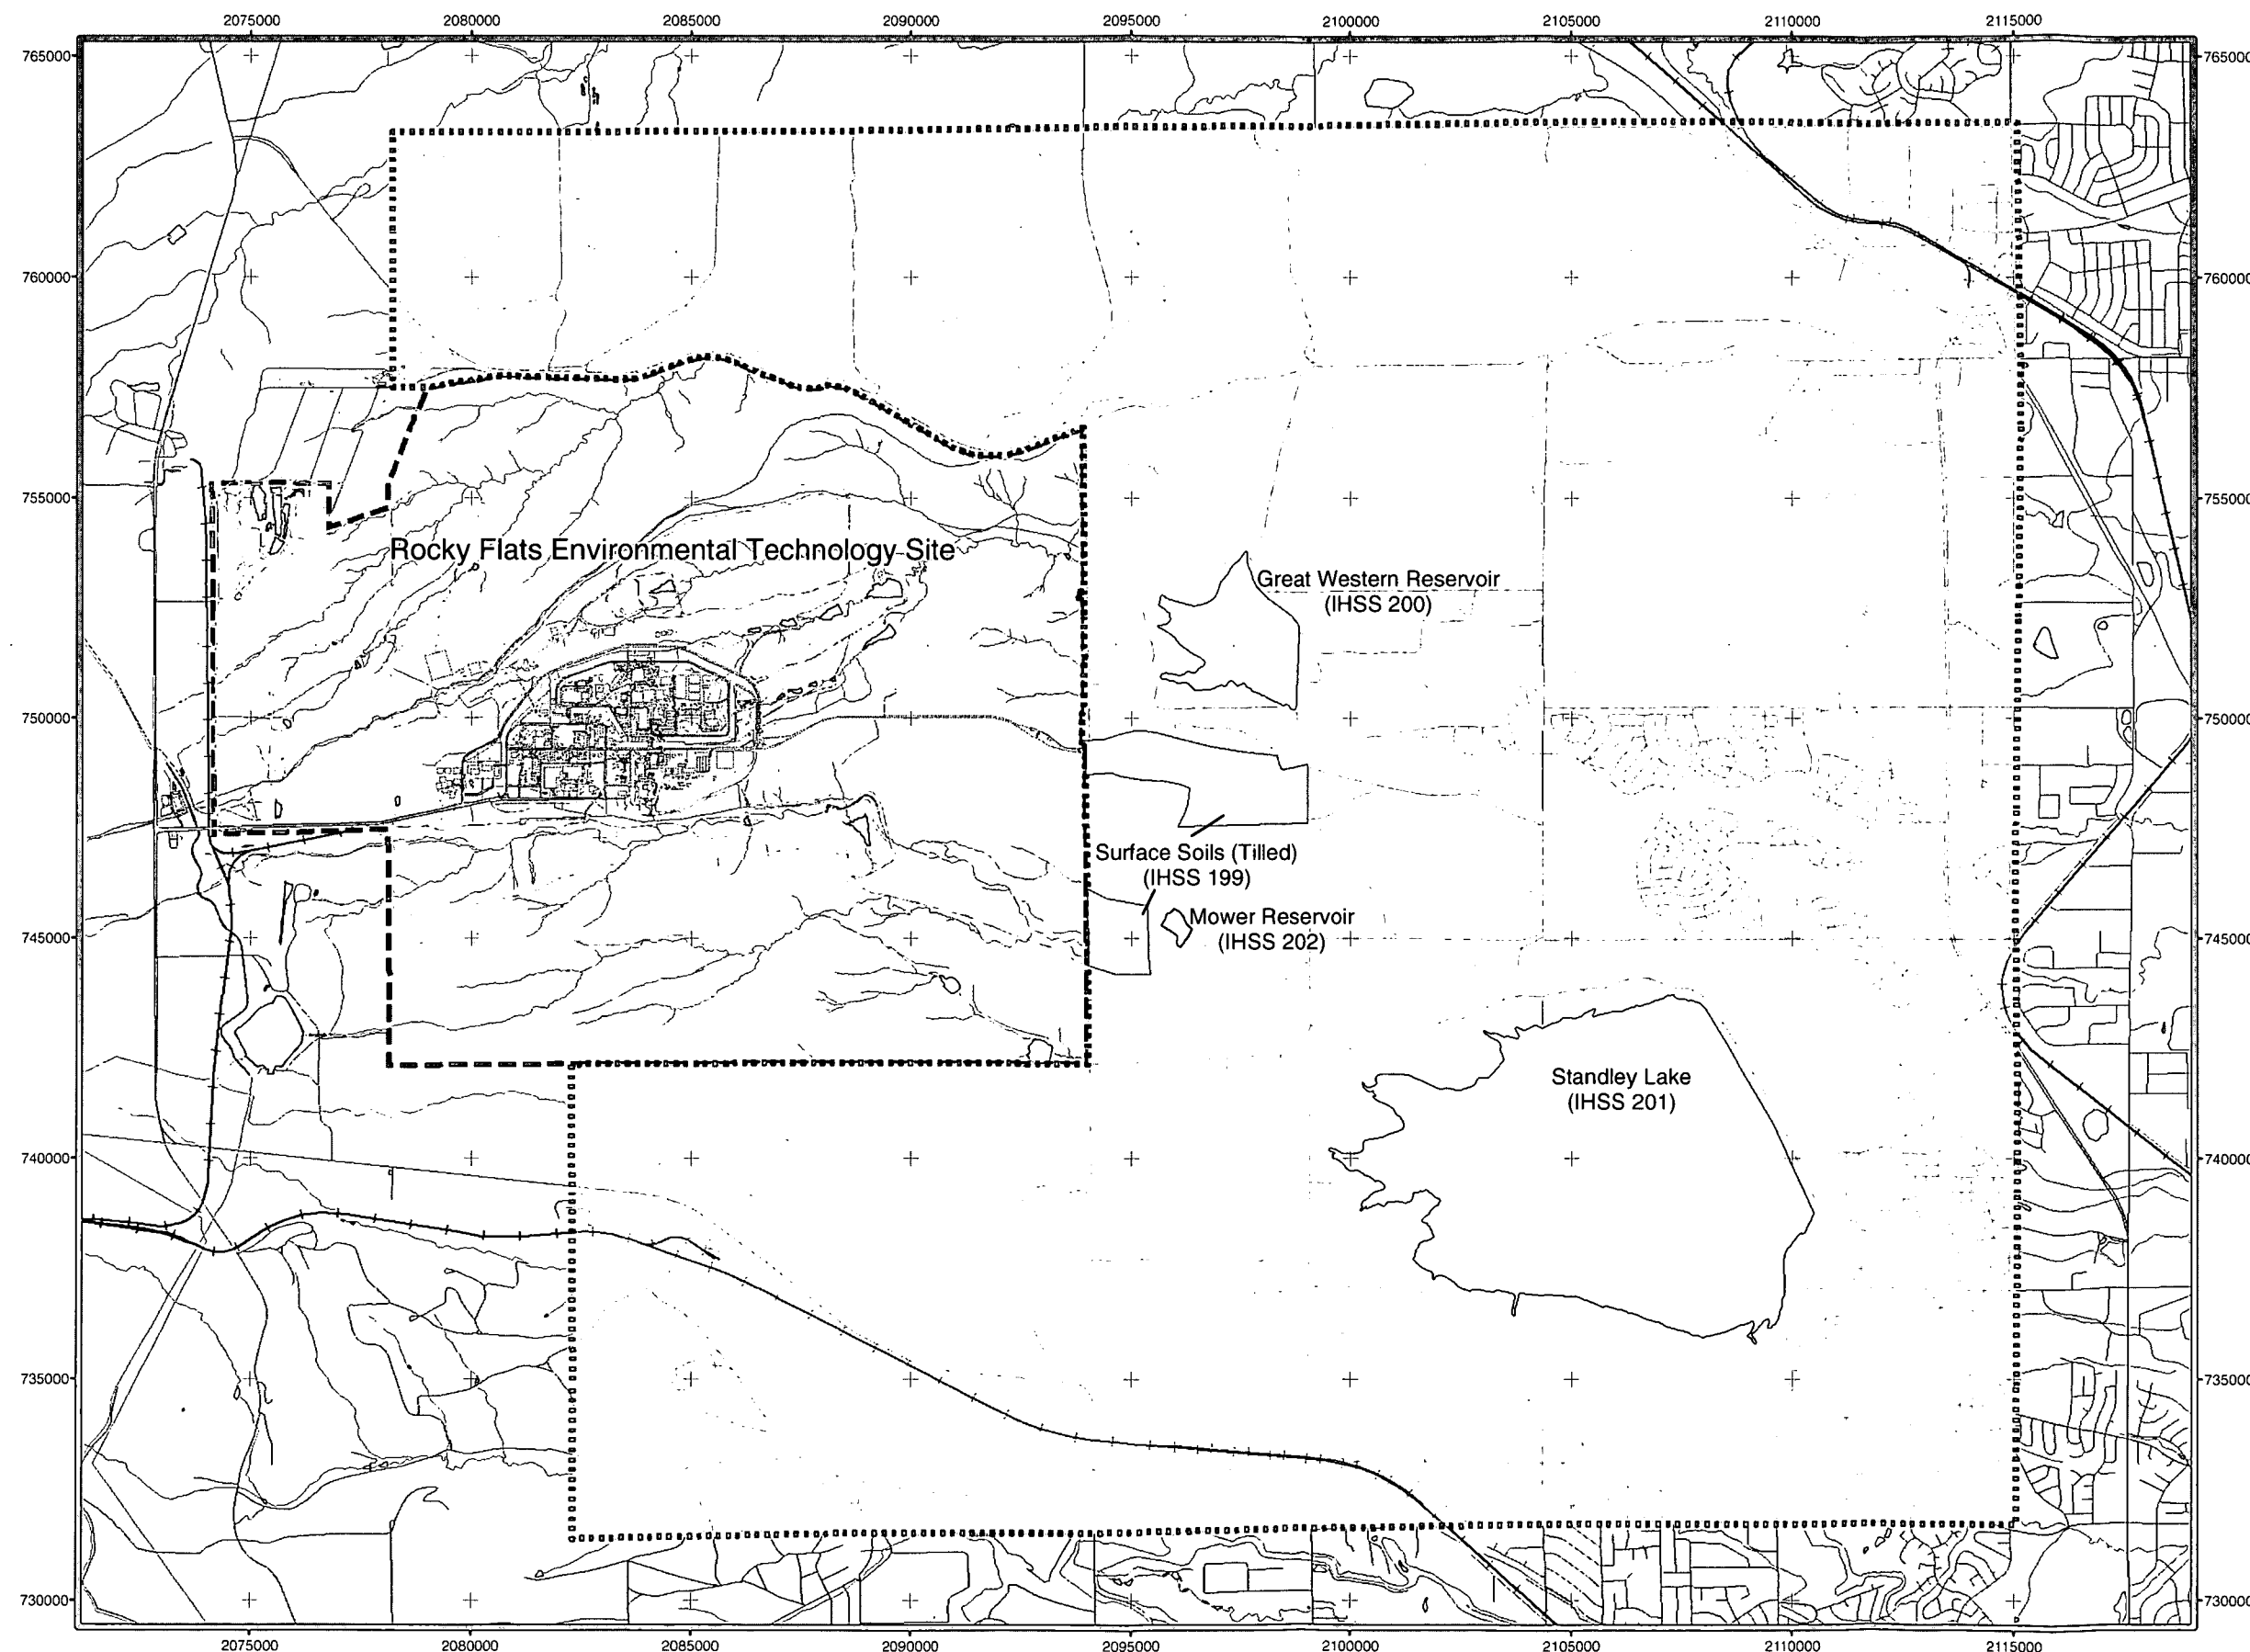 2075000 2080000 2085000 2090000 2095000 2100000 2105000 2110000 2115000
765000 765000
760000 760000
755000 755000
Rocky Flats Environmental Technology Site
Great Western Reservoir
(IHSS 200)
750000 750000
Surface Soils (Tilled)
(IHSS 199)
Mower Reservoir
(IHSS 202)
745000 745000
Standley Lake
(IHSS 201)
740000 740000
735000 735000
730000 730000
2075000 2080000 2085000 2090000 2095000 2100000 2105000 2110000 2115000